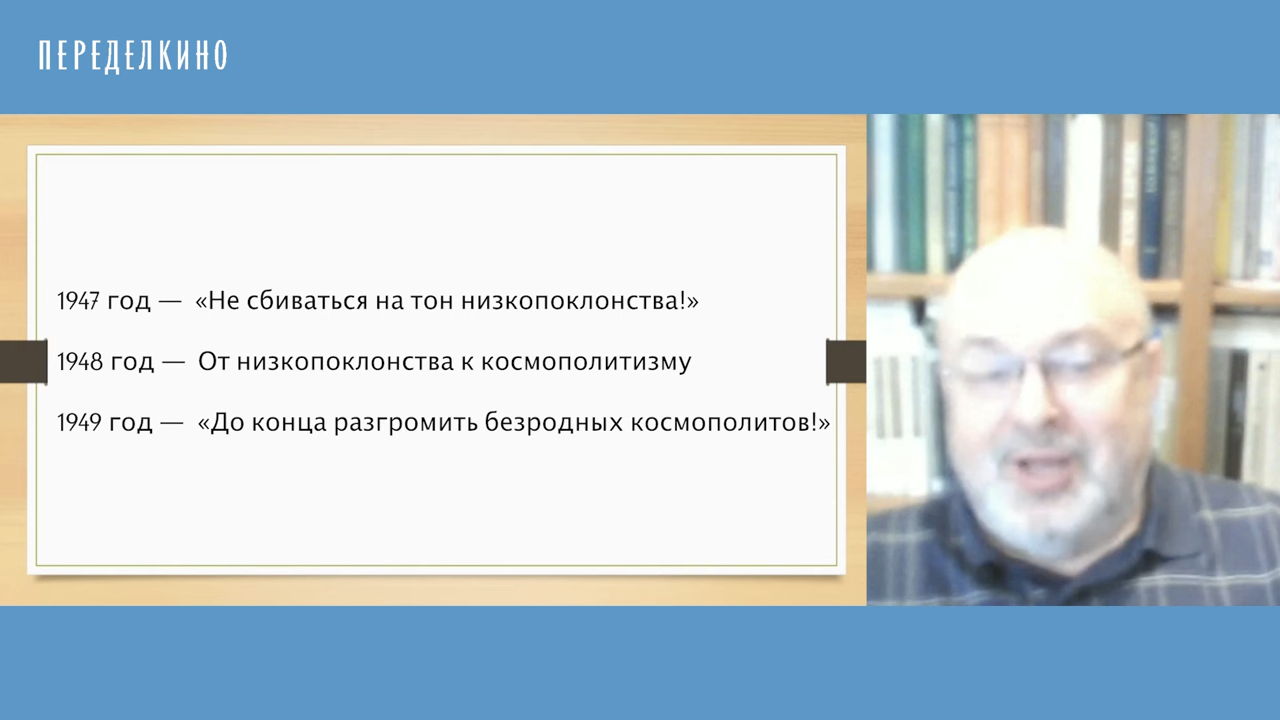 ПЕРЕДЕЛКИНО
1947 год — «Не сбиваться на тон низкопоклонства!»
1948 год — От низкопоклонства к космополитизму
1949 год — «До конца разгромить безродных космополитов!»